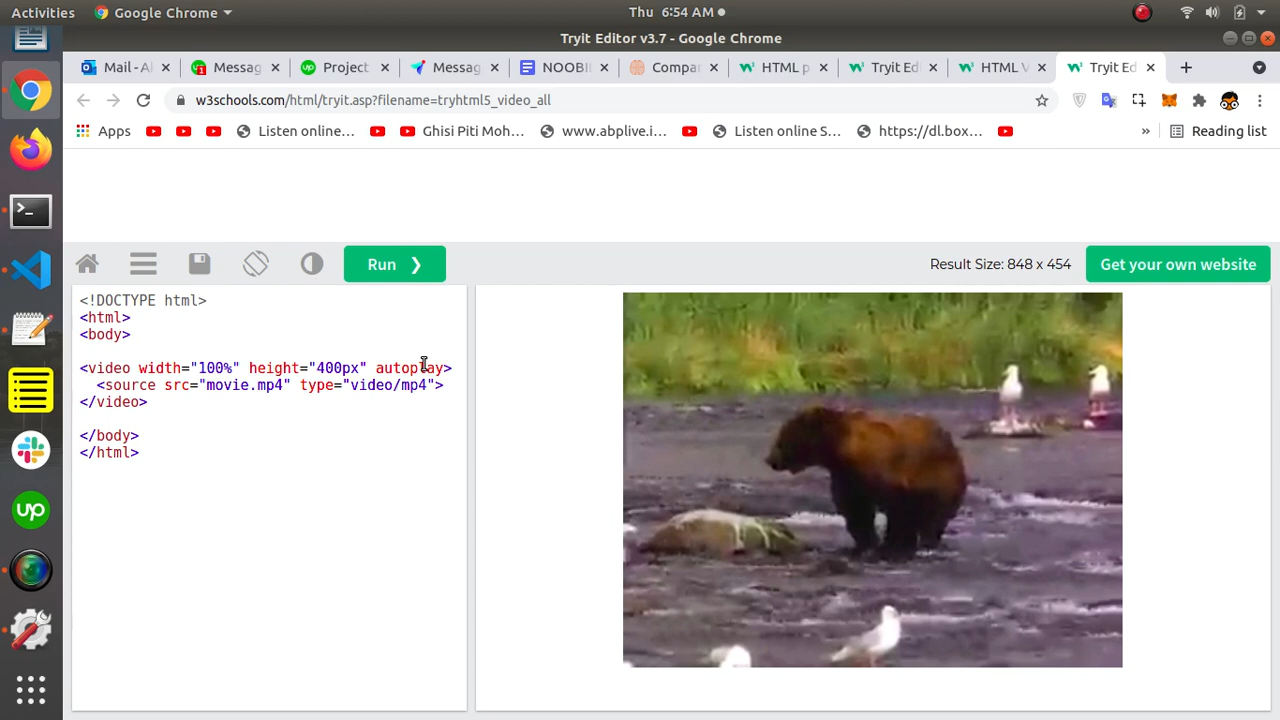 Activities Google Chrome Thu 6:54 AM
Tryit Editor v3.7 - Google Chrome
Mail - Al Messag Project Messag NOOBI Compa HTML p Tryit Ed HTML V Tryit Ed
w3schools.com/html/tryit.asp?filename=tryhtml5_video_all
Apps Listen online... Ghisi Piti Moh... www.abplive.i... Listen online S... https://dl.box... » Reading list
Run ❯ Result Size: 848 x 454 Get your own website
<!DOCTYPE html>
<html>
<body>
<video width="100%" height="400px" autoplay>
<source src="movie.mp4" type="video/mp4">
</video>
</body>
</html>
up